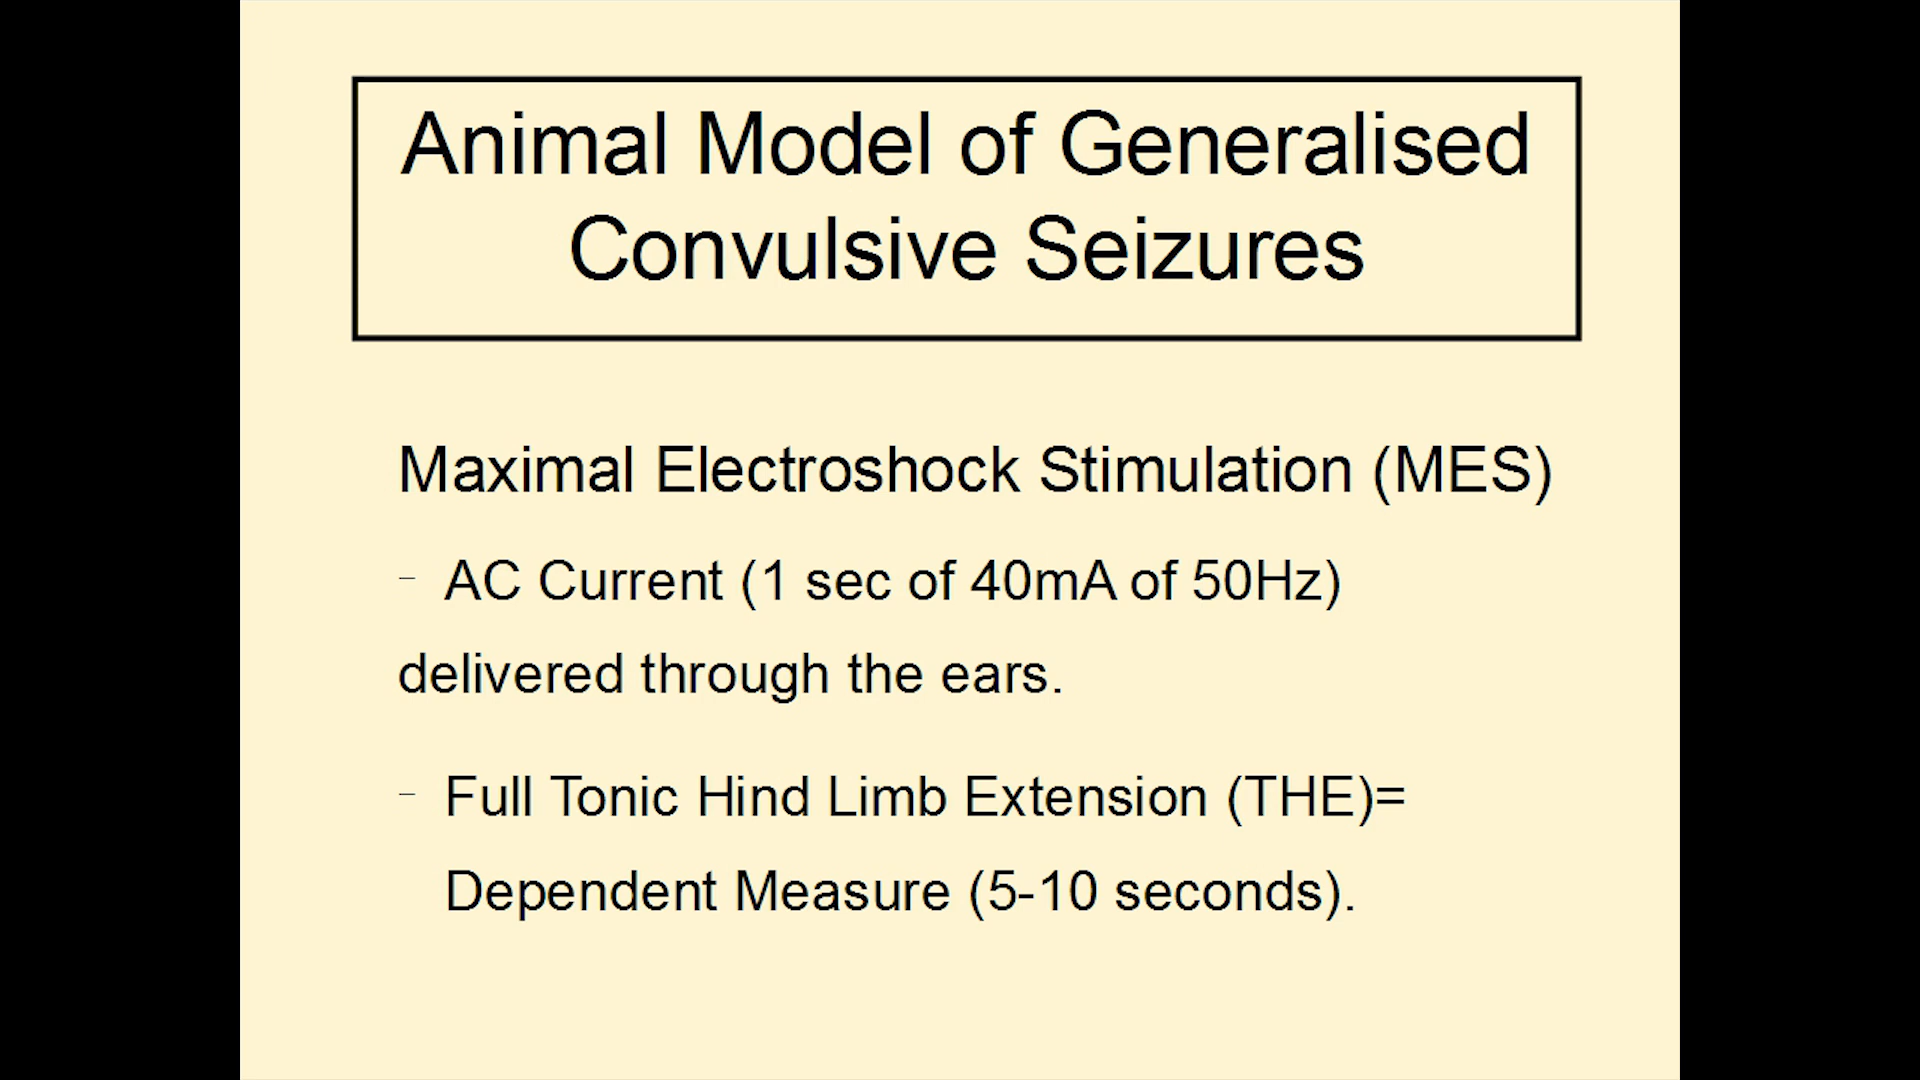 Animal Model of Generalised
Convulsive Seizures
Maximal Electroshock Stimulation (MES)
- AC Current (1 sec of 40mA of 50Hz)
delivered through the ears.
- Full Tonic Hind Limb Extension (THE)=
Dependent Measure (5-10 seconds).